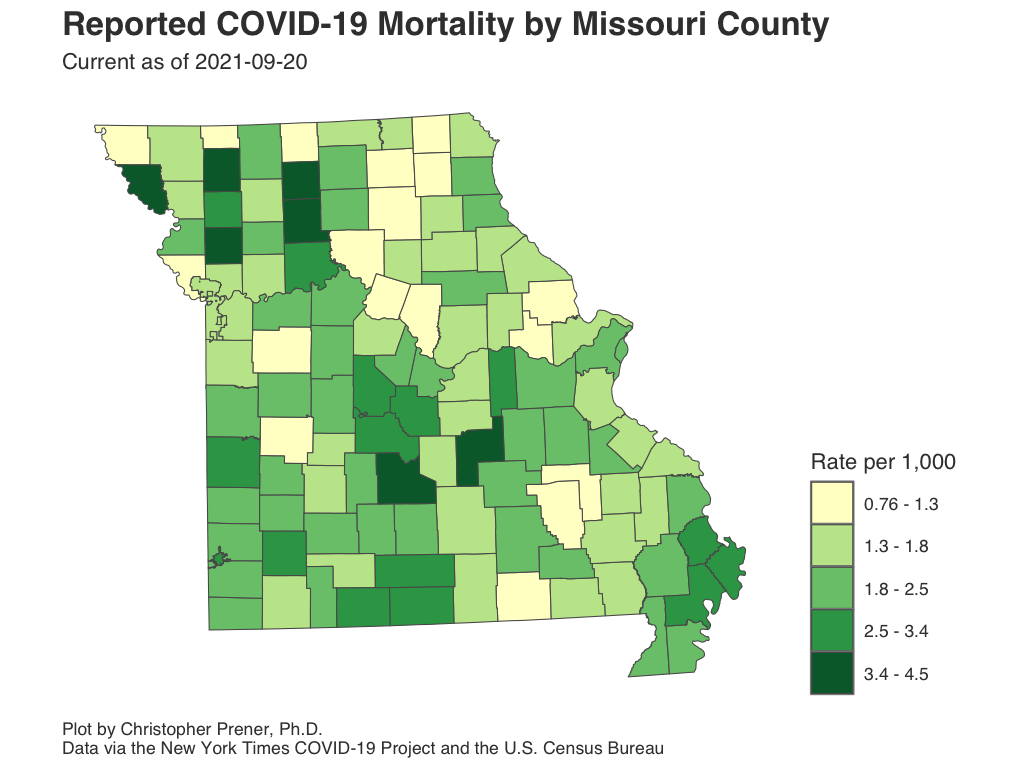 Reported COVID-19 Mortality by Missouri County
Current as of 2021-09-20
Rate per 1,000
0.76 - 1.3
1.3 - 1.8
1.8 - 2.5
2.5 - 3.4
3.4 - 4.5
Plot by Christopher Prener, Ph.D.
Data via the New York Times COVID-19 Project and the U.S. Census Bureau